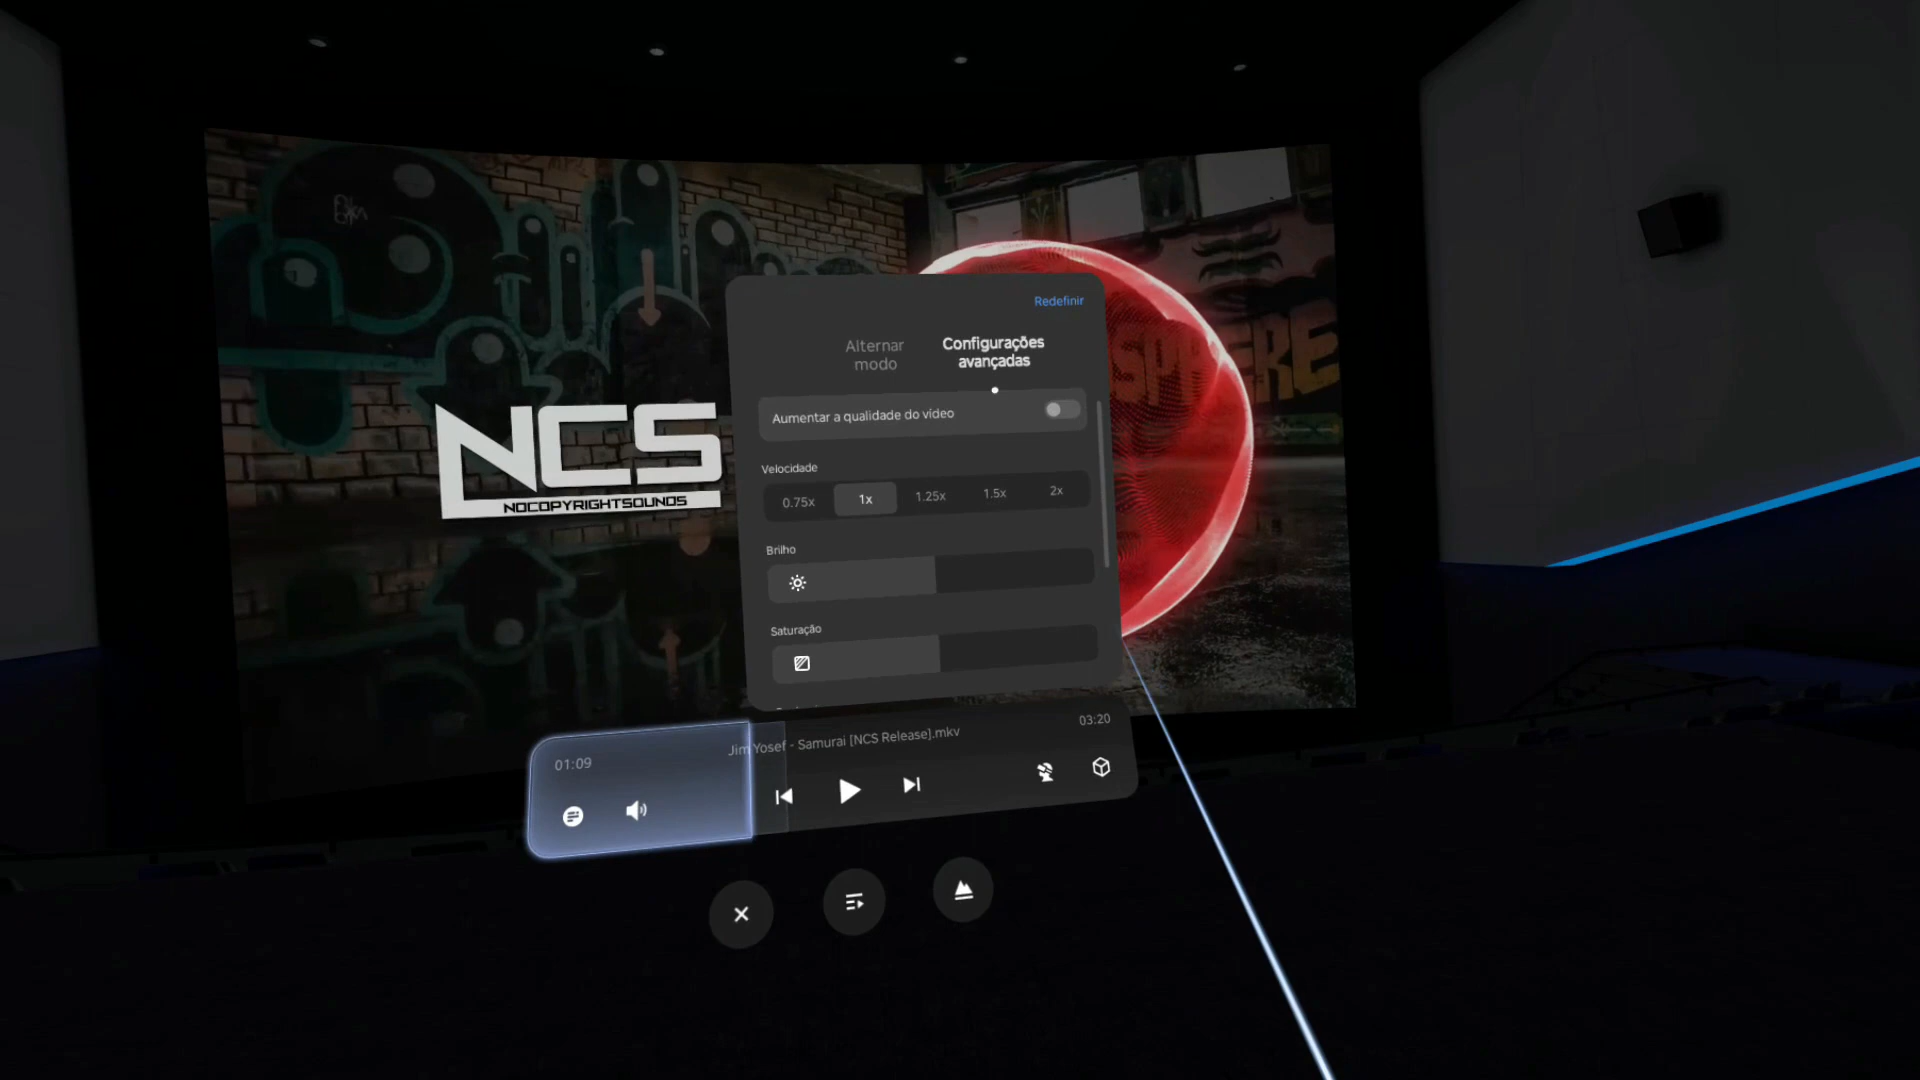 Redefinir
Alternar
modo
Configurações
avançadas
Aumentar a qualidade do vídeo
Velocidade
0.75x 1x 1.25x 1.5x 2x
Brilho
Saturação
NCS
NOCOPYRIGHTSOUNDS
SPHERE
03:20
Jim Yosef - Samurai [NCS Release].mkv
01:09